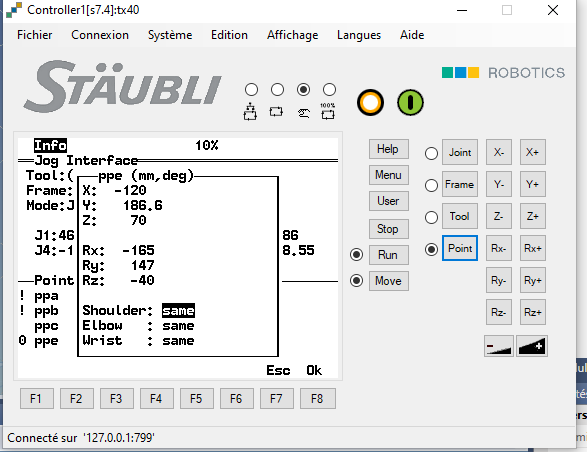 Controller1[s7.4]:tx40
Fichier Connexion Système Edition Affichage Langues Aide
STÄUBLI
ROBOTICS
100%
Info 10%
Jog Interface
Tool:(
Frame:
Mode:J
J1:46 86
J4:-1 8.55
Point
! ppa
! ppb
ppc
0 ppe
ppe (mm,deg)
X: -120
Y: 186.6
Z: 70
Rx: -165
Ry: 147
Rz: -40
Shoulder: same
Elbow : same
Wrist : same
Esc Ok
Help
Menu
User
Stop
Run
Move
Joint X- X+
Frame Y- Y+
Tool Z- Z+
Point Rx- Rx+
Ry- Ry+
Rz- Rz+
- +
F1 F2 F3 F4 F5 F6 F7 F8
Connecté sur '127.0.0.1:799'